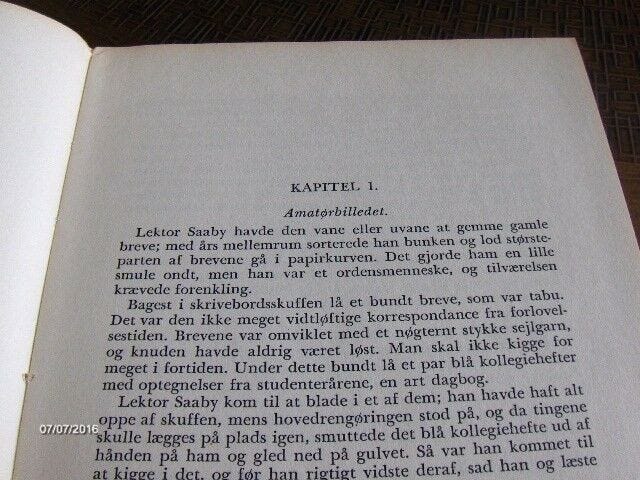 KAPITEL 1.
Amatørbilledet.
Lektor Saaby havde den vane eller uvane at gemme gamle
breve; med års mellemrum sorterede han bunken og lod største-
parten af brevene gå i papirkurven. Det gjorde ham en lille
smule ondt, men han var et ordensmenneske, og tilværelsen
krævede forenkling.
Bagest i skrivebordsskuffen lå et bundt breve, som var tabu.
Det var den ikke meget vidtløftige korrespondance fra forlovel-
sestiden. Brevene var omviklet med et nøgternt stykke sejlgarn,
og knuden havde aldrig været løst. Man skal ikke kigge for
meget i fortiden. Under dette bundt lå et par blå kollegiehefter
med optegnelser fra studenterårene, en art dagbog.
Lektor Saaby kom til at blade i et af dem; han havde haft alt
oppe af skuffen, mens hovedrengøringen stod på, og da tingene
skulle lægges på plads igen, smuttede det blå kollegiehefte ud af
hånden på ham og gled ned på gulvet. Så var han kommet til
at kigge i det, og før han rigtigt vidste deraf, sad han og læste
07/07/2016